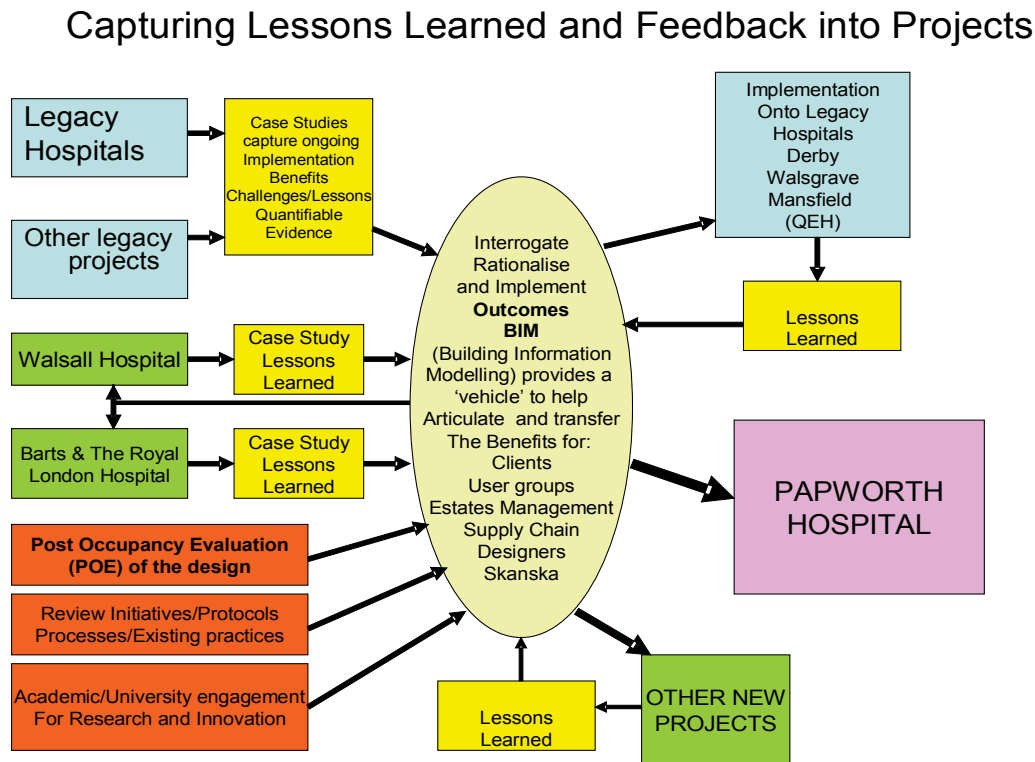 Capturing Lessons Learned and Feedback into Projects
Legacy
Hospitals
Other legacy
projects
Case Studies
capture ongoing
Implementation
Benefits
Challenges/Lessons
Quantifiable
Evidence
Walsall Hospital
Case Study
Lessons
Learned
Barts & The Royal
London Hospital
Case Study
Lessons
Learned
Post Occupancy Evaluation
(POE) of the design
Review Initiatives/Protocols
Processes/Existing practices
Academic/University engagement
For Research and Innovation
Interrogate
Rationalise
and Implement
Outcomes
BIM
(Building Information
Modelling) provides a
‘vehicle’ to help
Articulate and transfer
The Benefits for:
Clients
User groups
Estates Management
Supply Chain
Designers
Skanska
Implementation
Onto Legacy
Hospitals
Derby
Walsgrave
Mansfield
(QEH)
Lessons
Learned
PAPWORTH
HOSPITAL
OTHER NEW
PROJECTS
Lessons
Learned